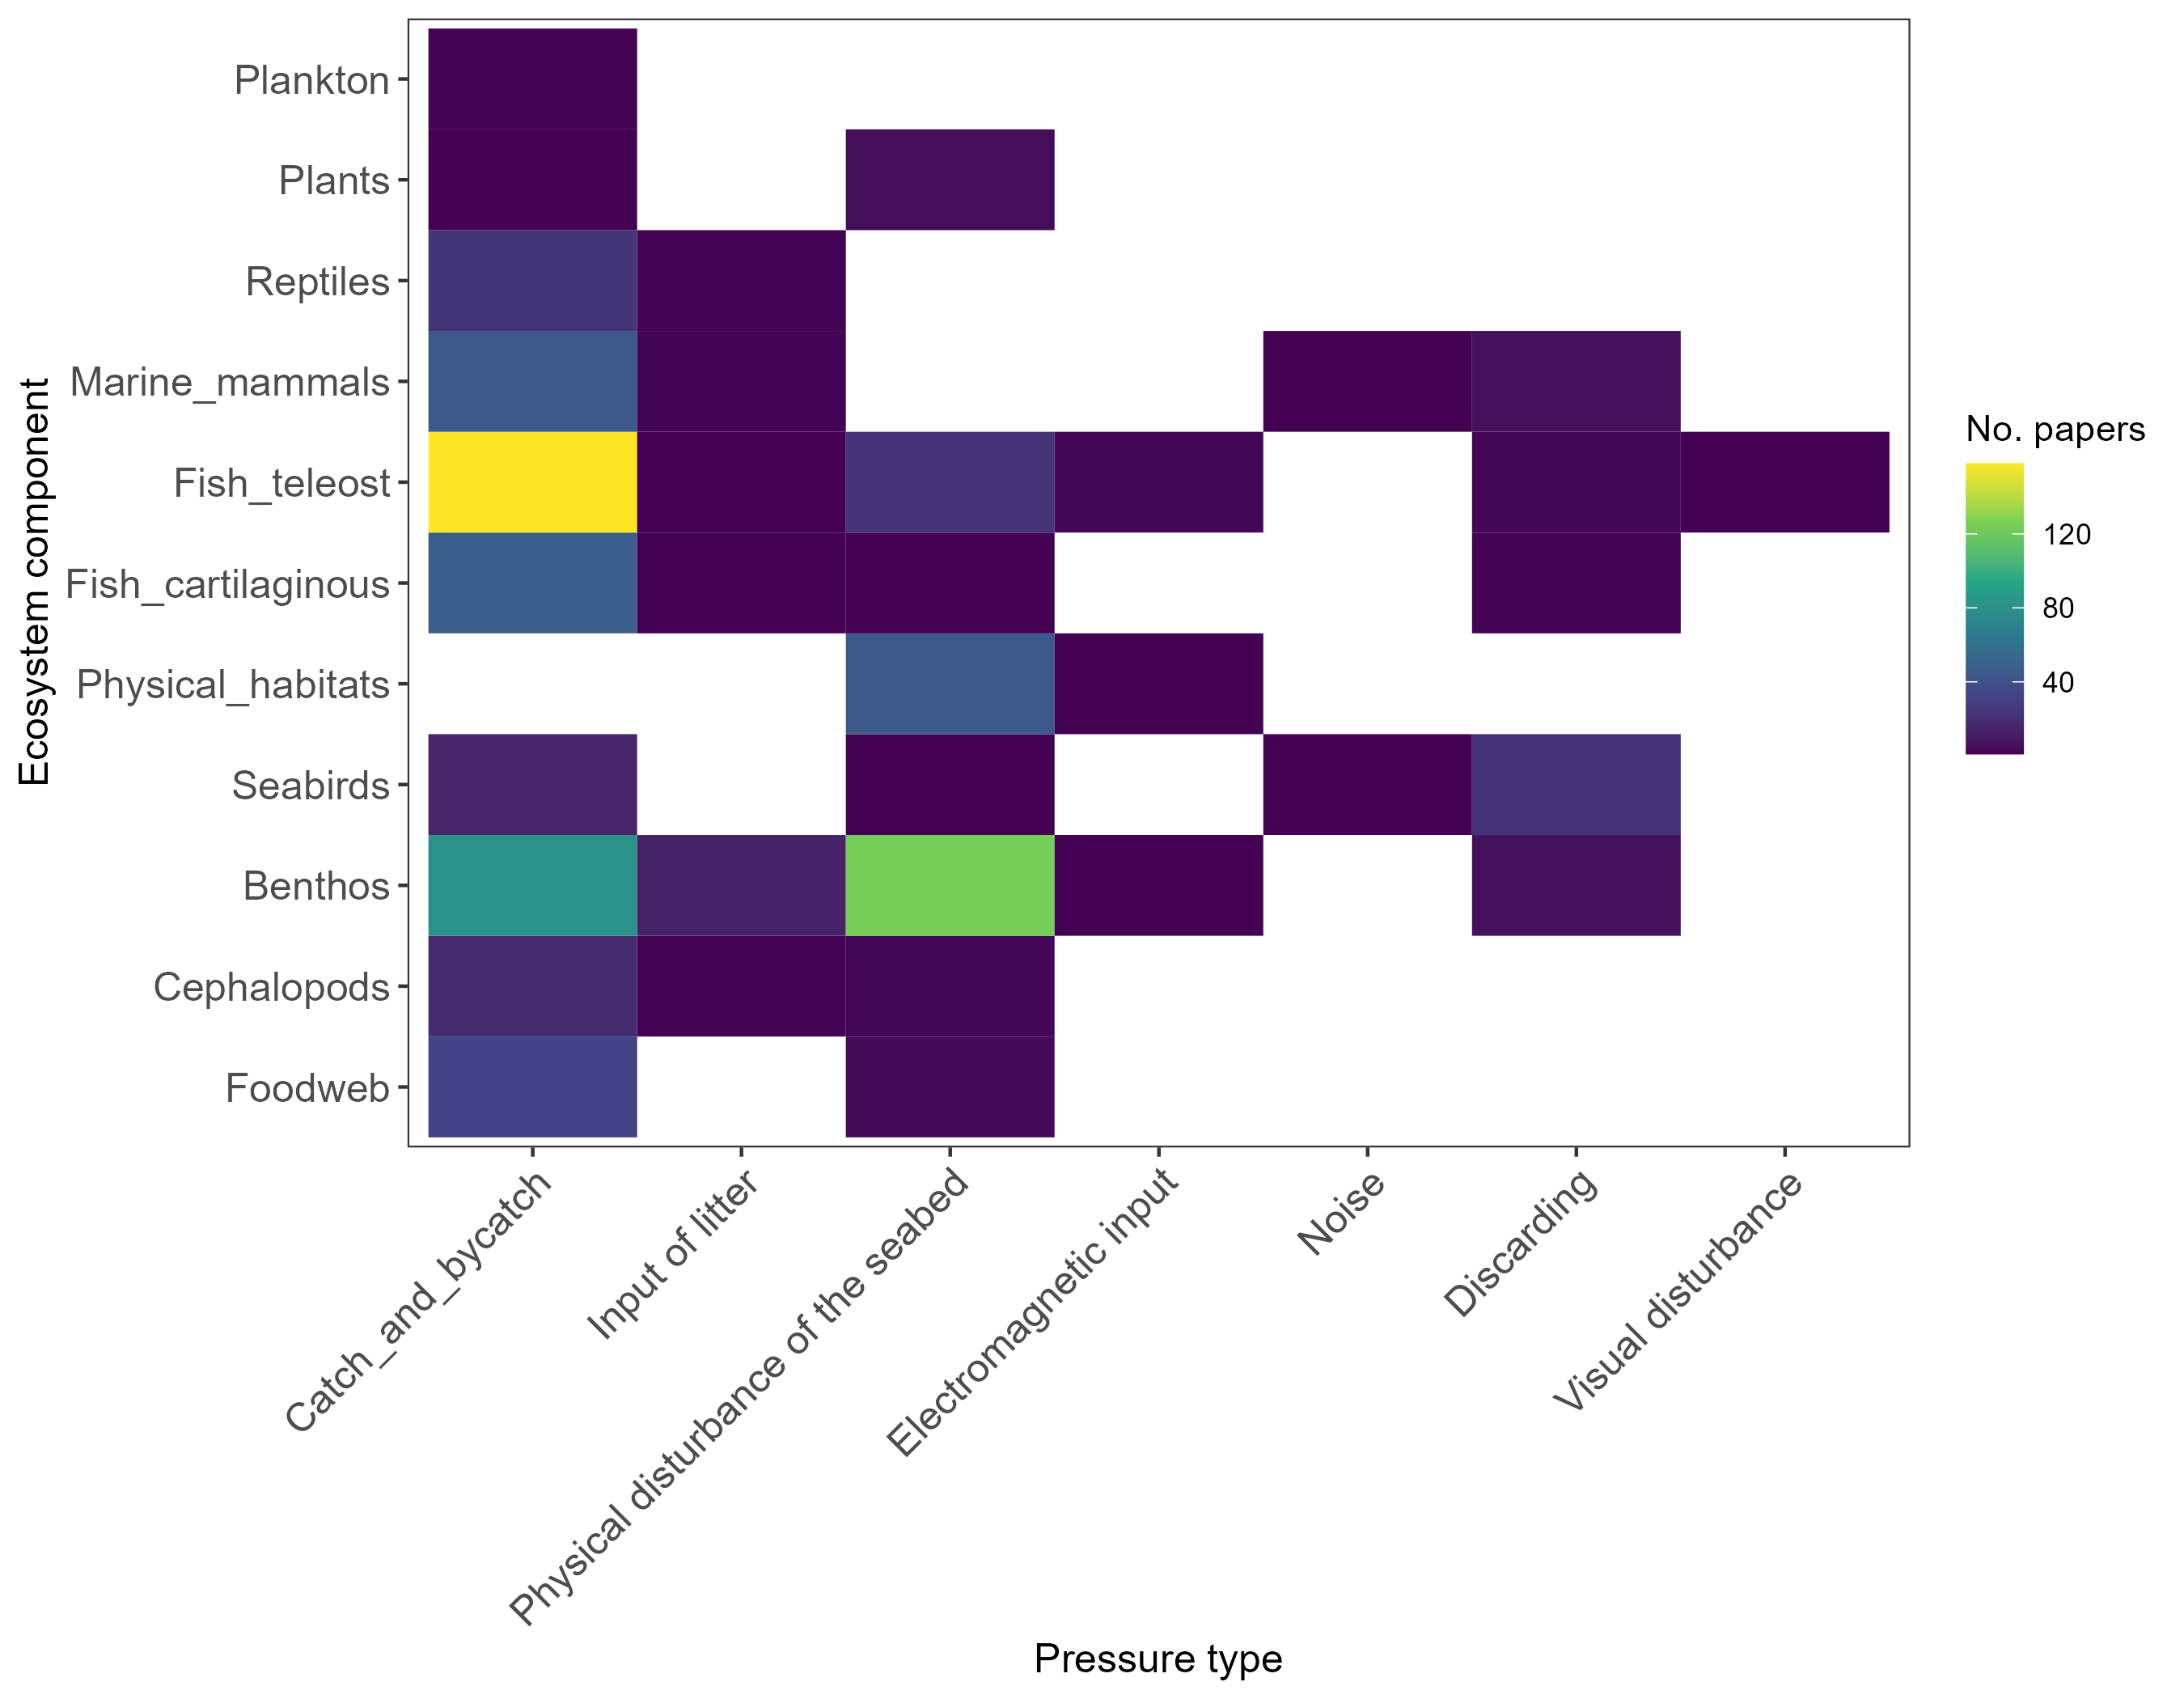 Ecosystem component
Plankton
Plants
Reptiles
Marine_mammals
Fish_teleost
Fish_cartilaginous
Physical_habitats
Seabirds
Benthos
Cephalopods
Foodweb
Catch_and_bycatch
Input of litter
Physical disturbance of the seabed
Electromagnetic input
Noise
Discarding
Visual disturbance
Pressure type
No. papers
120
80
40